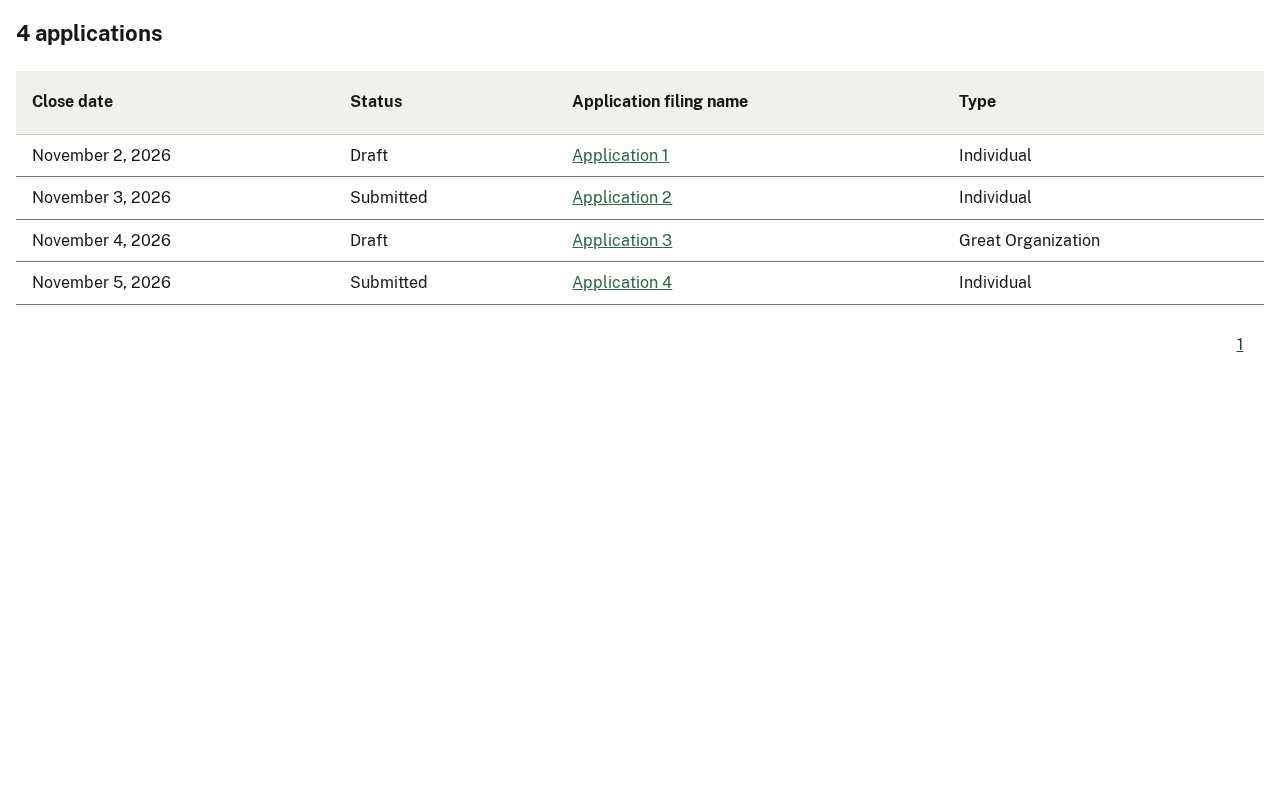 4 applications
Close date Status Application filing name Type
November 2, 2026 Draft Application 1 Individual
November 3, 2026 Submitted Application 2 Individual
November 4, 2026 Draft Application 3 Great Organization
November 5, 2026 Submitted Application 4 Individual
1